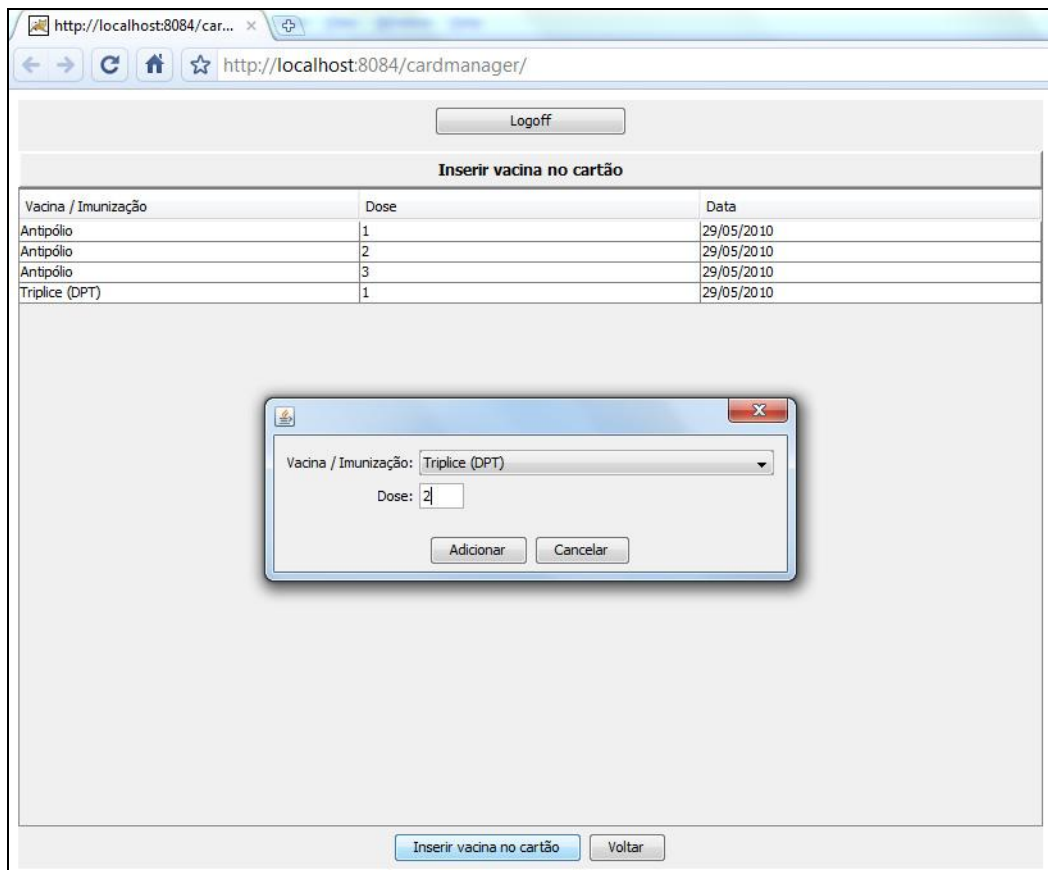 http://localhost:8084/car...
http://localhost:8084/cardmanager/
Logoff
Inserir vacina no cartão
Vacina / Imunização Dose Data
Antipólio 1 29/05/2010
Antipólio 2 29/05/2010
Antipólio 3 29/05/2010
Triplice (DPT) 1 29/05/2010
Vacina / Imunização: Triplice (DPT)
Dose: 2
Adicionar Cancelar
Inserir vacina no cartão Voltar